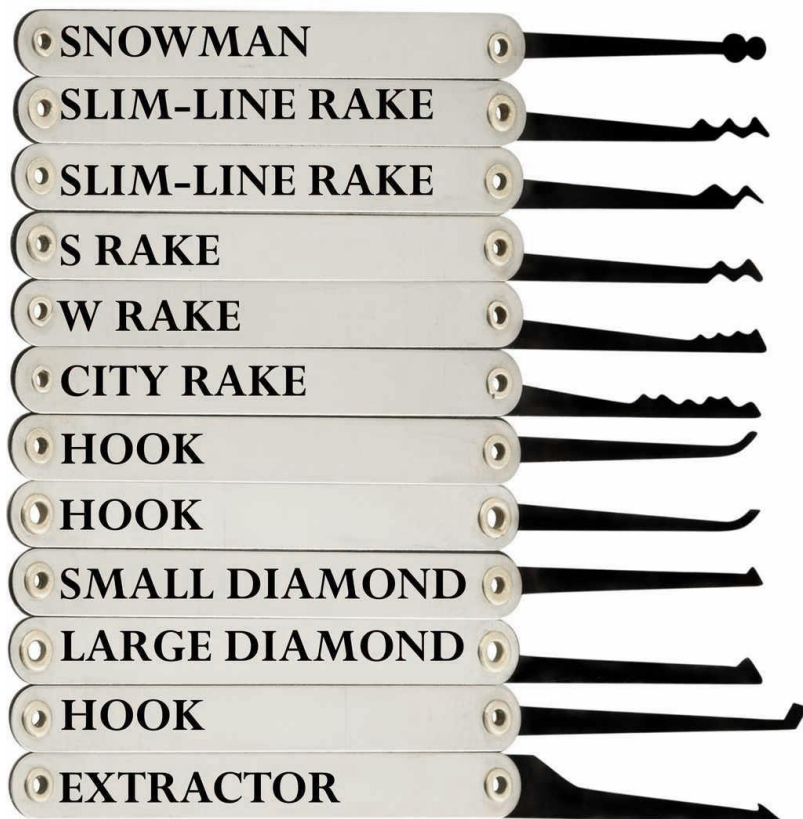 SNOWMAN
SLIM-LINE RAKE
SLIM-LINE RAKE
S RAKE
W RAKE
CITY RAKE
HOOK
HOOK
SMALL DIAMOND
LARGE DIAMOND
HOOK
EXTRACTOR